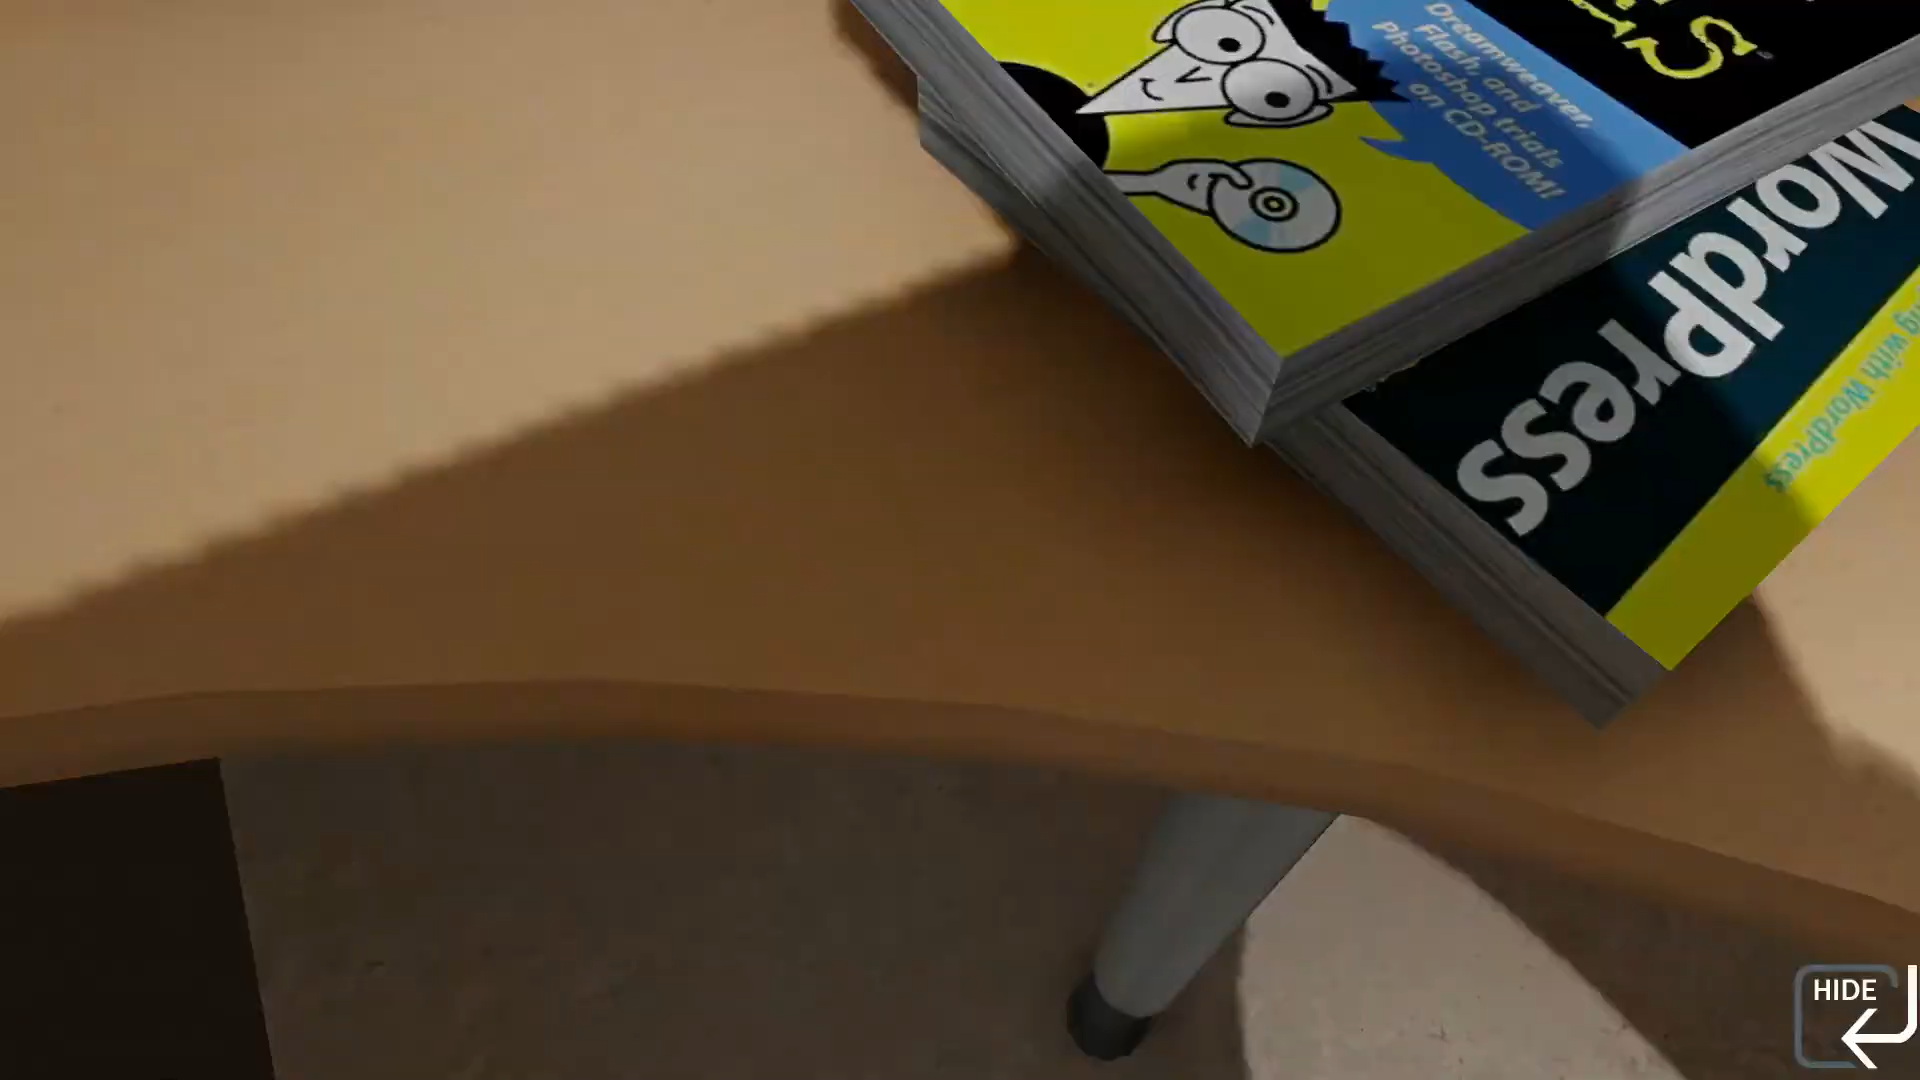 Dreamweaver,
Flash, and
Photoshop trials
on CD-ROM!
WordPress
with WordPress
HIDE